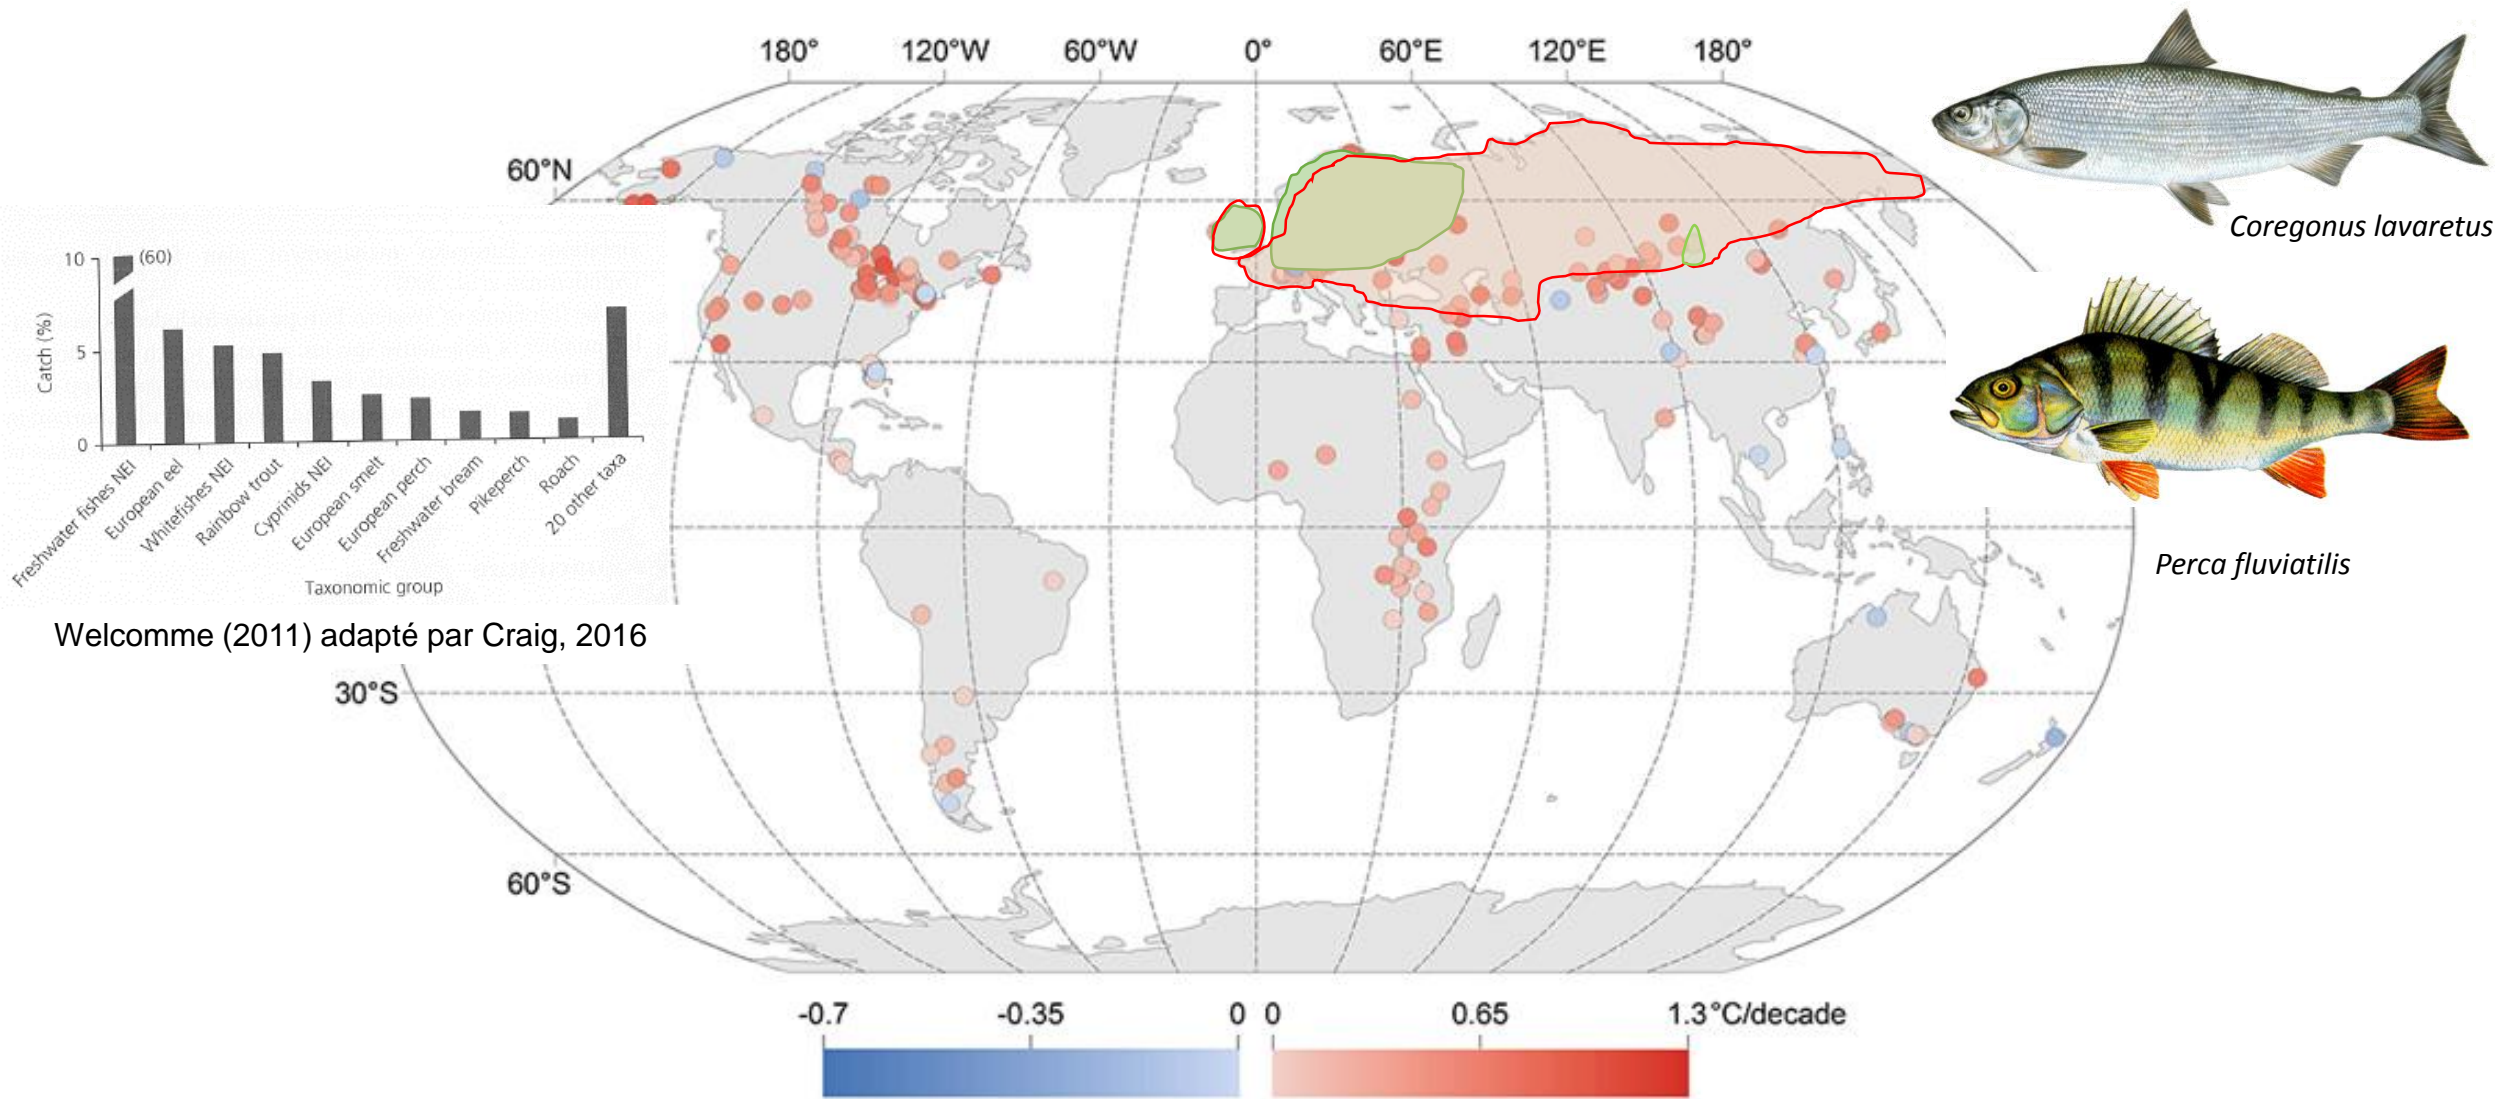 180° 120°W 60°W 0° 60°E 120°E 180°
60°N
Coregonus lavaretus
10
(60)
5
0
Catch (%)
Freshwater fishes NEI
European eel
Whitefishes NEI
Rainbow trout
Cyprinids NEI
European smelt
European perch
Freshwater bream
Pikeperch
Roach
20 other taxa
Taxonomic group
Perca fluviatilis
Welcomme (2011) adapté par Craig, 2016
30°S
60°S
-0.7 -0.35 0 0 0.65 1.3°C/decade